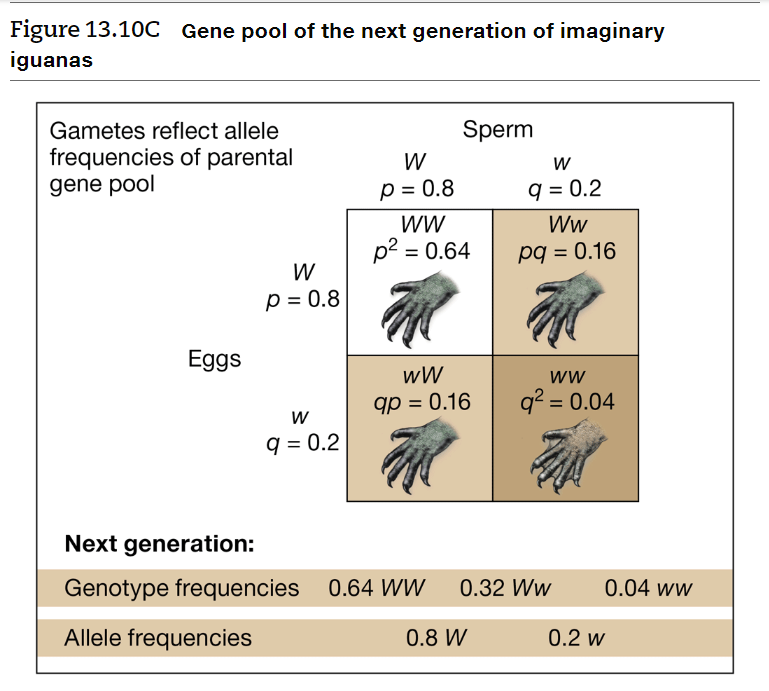 Figure 13.10C Gene pool of the next generation of imaginary
iguanas
Gametes reflect allele
frequencies of parental
gene pool
Sperm
W
p = 0.8
w
q = 0.2
Eggs
W
p = 0.8
WW
p² = 0.64
Ww
pq = 0.16
w
q = 0.2
wW
qp = 0.16
ww
q² = 0.04
Next generation:
Genotype frequencies 0.64 WW 0.32 Ww 0.04 ww
Allele frequencies 0.8 W 0.2 w